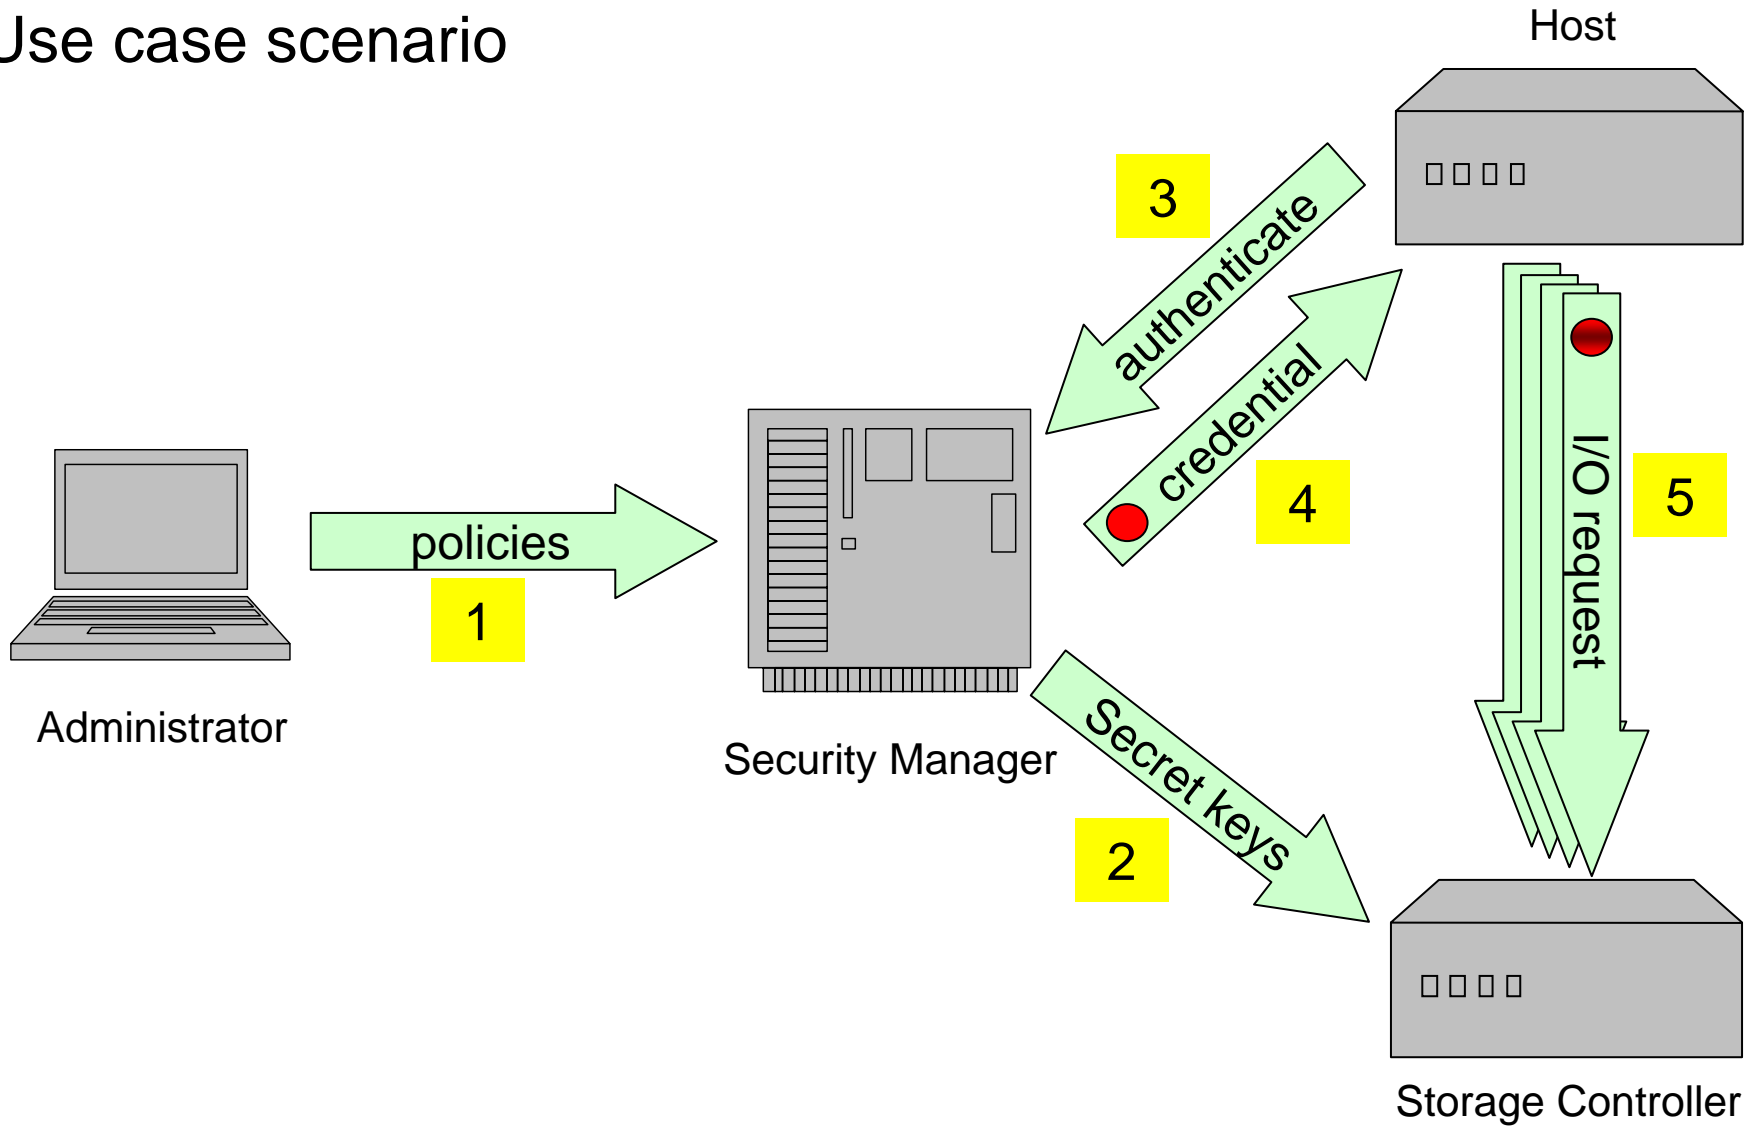 Use case scenario
Host
3
authenticate
credential
4
I/O request
5
policies
1
Administrator
Security Manager
Secret keys
2
Storage Controller